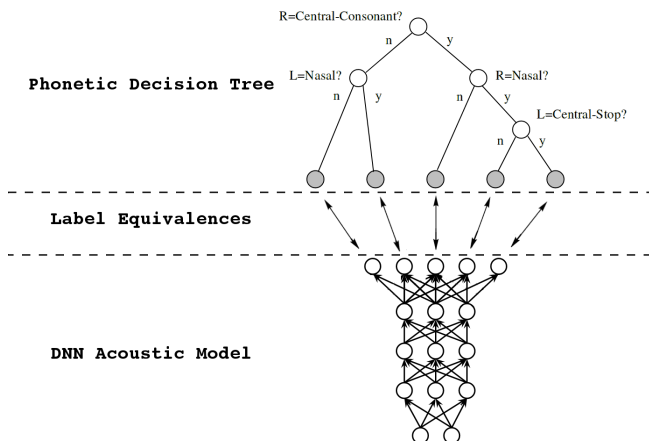 R=Central-Consonant?
n
y
Phonetic Decision Tree
L=Nasal?
R=Nasal?
n
y
n
y
L=Central-Stop?
n
y
Label Equivalences
DNN Acoustic Model